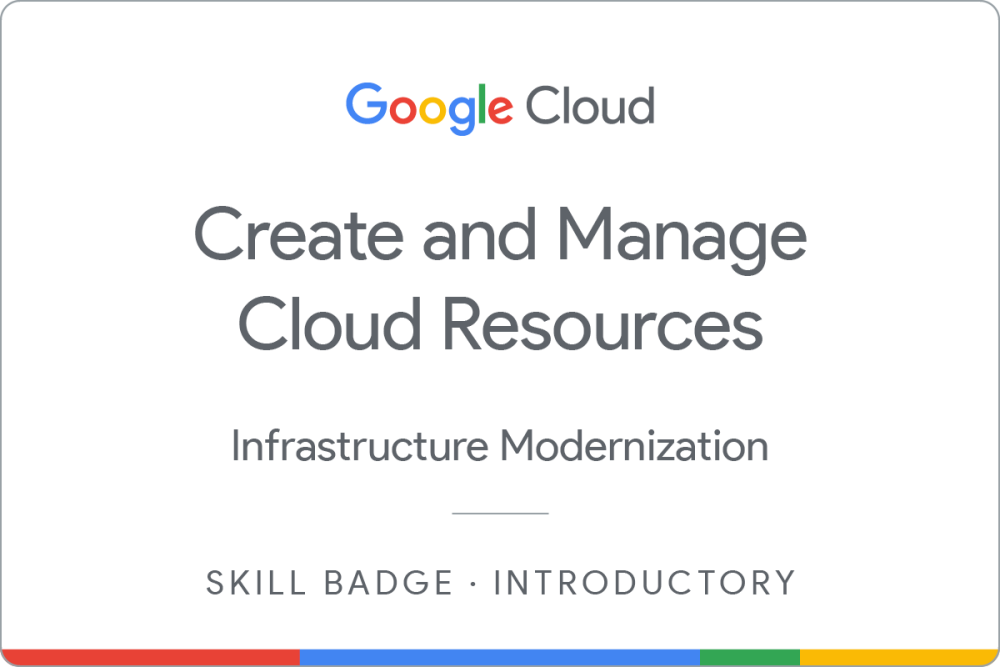 Google Cloud
Create and Manage
Cloud Resources
Infrastructure Modernization
SKILL BADGE · INTRODUCTORY